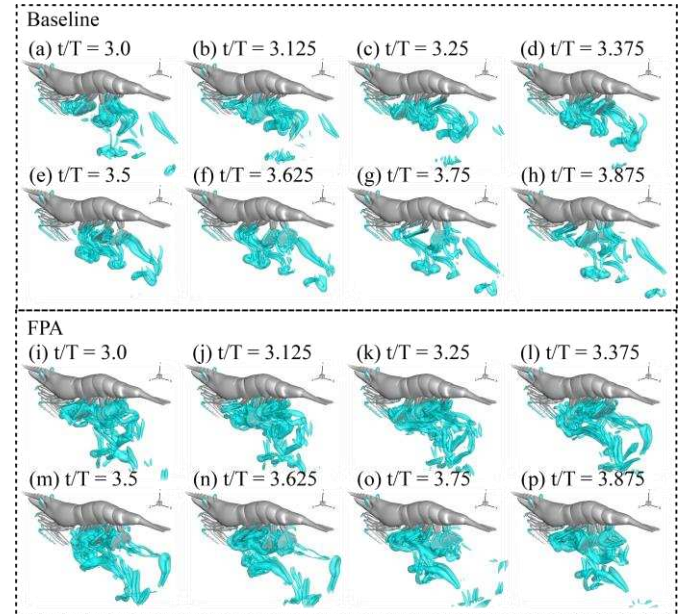 Baseline
(a) t/T = 3.0 (b) t/T = 3.125 (c) t/T = 3.25 (d) t/T = 3.375
(e) t/T = 3.5 (f) t/T = 3.625 (g) t/T = 3.75 (h) t/T = 3.875
FPA
(i) t/T = 3.0 (j) t/T = 3.125 (k) t/T = 3.25 (l) t/T = 3.375
(m) t/T = 3.5 (n) t/T = 3.625 (o) t/T = 3.75 (p) t/T = 3.875